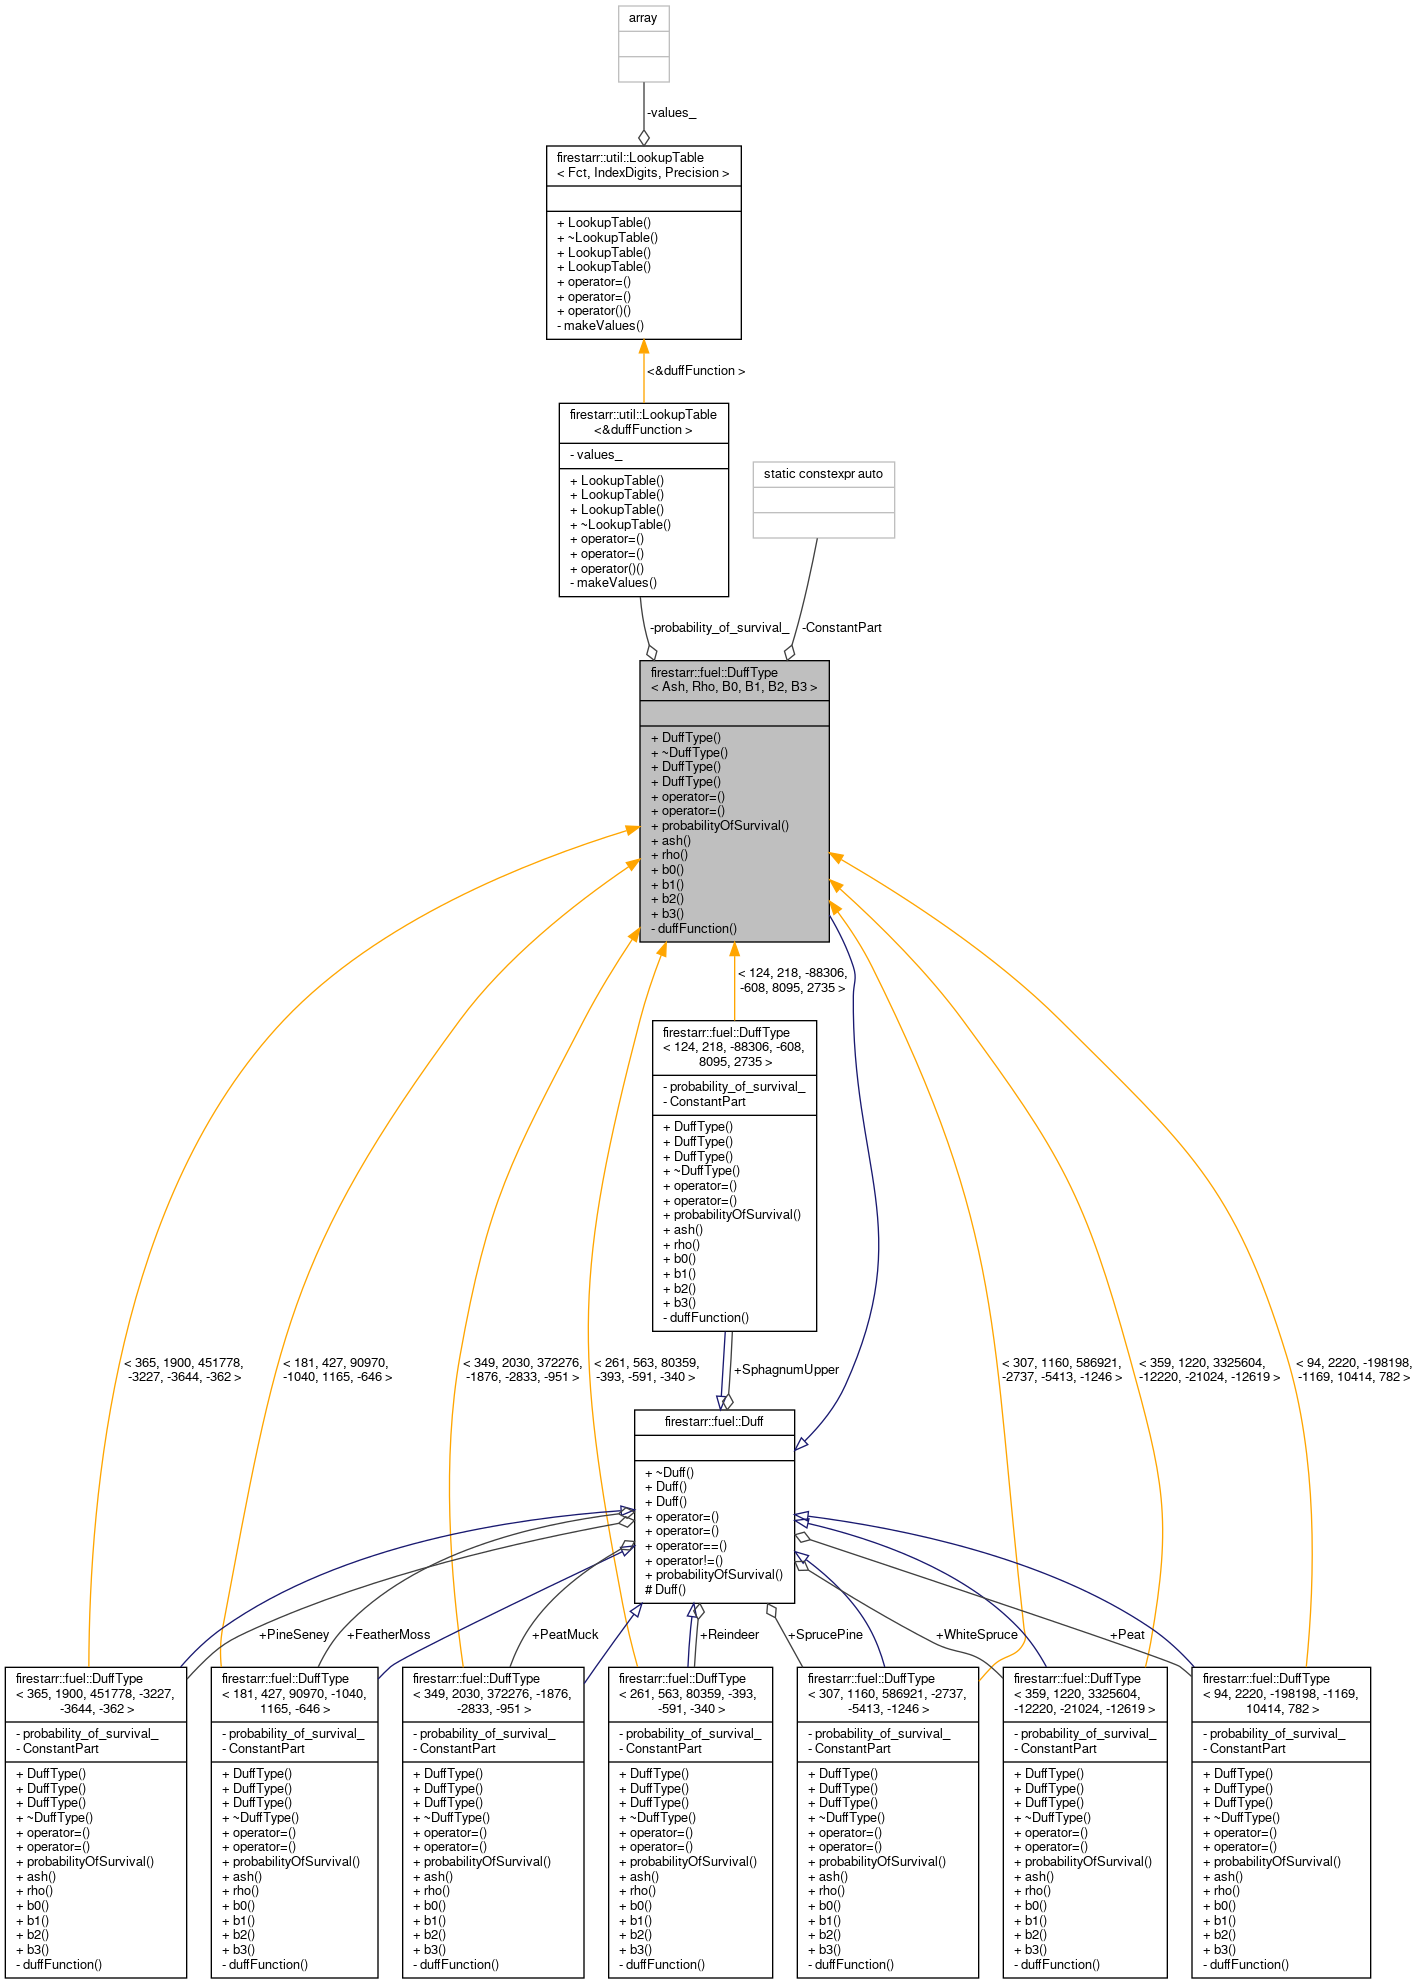 array
-values_
firestarr::util::LookupTable
< Fct, IndexDigits, Precision >
+ LookupTable()
+ ~LookupTable()
+ LookupTable()
+ LookupTable()
+ operator=()
+ operator=()
+ operator()()
- makeValues()
<&duffFunction >
firestarr::util::LookupTable
<&duffFunction >
- values_
+ LookupTable()
+ LookupTable()
+ LookupTable()
+ ~LookupTable()
+ operator=()
+ operator=()
+ operator()()
- makeValues()
static constexpr auto
-probability_of_survival_
-ConstantPart
firestarr::fuel::DuffType
< Ash, Rho, B0, B1, B2, B3 >
+ DuffType()
+ ~DuffType()
+ DuffType()
+ DuffType()
+ operator=()
+ operator=()
+ probabilityOfSurvival()
+ ash()
+ rho()
+ b0()
+ b1()
+ b2()
+ b3()
- duffFunction()
< 124, 218, -88306,
-608, 8095, 2735 >
firestarr::fuel::DuffType
< 124, 218, -88306, -608,
8095, 2735 >
- probability_of_survival_
- ConstantPart
+ DuffType()
+ DuffType()
+ DuffType()
+ ~DuffType()
+ operator=()
+ operator=()
+ probabilityOfSurvival()
+ ash()
+ rho()
+ b0()
+ b1()
+ b2()
+ b3()
- duffFunction()
< 365, 1900, 451778,
-3227, -3644, -362 >
< 181, 427, 90970,
-1040, 1165, -646 >
< 349, 2030, 372276,
-1876, -2833, -951 >
< 261, 563, 80359,
-393, -591, -340 >
+SphagnumUpper
< 307, 1160, 586921,
-2737, -5413, -1246 >
< 359, 1220, 3325604,
-12220, -21024, -12619 >
< 94, 2220, -198198,
-1169, 10414, 782 >
firestarr::fuel::Duff
+ ~Duff()
+ Duff()
+ Duff()
+ operator=()
+ operator=()
+ operator==()
+ operator!=()
+ probabilityOfSurvival()
# Duff()
+PineSeney
+FeatherMoss
+PeatMuck
+Reindeer
+SprucePine
+WhiteSpruce
+Peat
firestarr::fuel::DuffType
< 365, 1900, 451778, -3227,
-3644, -362 >
- probability_of_survival_
- ConstantPart
+ DuffType()
+ DuffType()
+ DuffType()
+ ~DuffType()
+ operator=()
+ operator=()
+ probabilityOfSurvival()
+ ash()
+ rho()
+ b0()
+ b1()
+ b2()
+ b3()
- duffFunction()
firestarr::fuel::DuffType
< 181, 427, 90970, -1040,
1165, -646 >
- probability_of_survival_
- ConstantPart
+ DuffType()
+ DuffType()
+ DuffType()
+ ~DuffType()
+ operator=()
+ operator=()
+ probabilityOfSurvival()
+ ash()
+ rho()
+ b0()
+ b1()
+ b2()
+ b3()
- duffFunction()
firestarr::fuel::DuffType
< 349, 2030, 372276, -1876,
-2833, -951 >
- probability_of_survival_
- ConstantPart
+ DuffType()
+ DuffType()
+ DuffType()
+ ~DuffType()
+ operator=()
+ operator=()
+ probabilityOfSurvival()
+ ash()
+ rho()
+ b0()
+ b1()
+ b2()
+ b3()
- duffFunction()
firestarr::fuel::DuffType
< 261, 563, 80359, -393,
-591, -340 >
- probability_of_survival_
- ConstantPart
+ DuffType()
+ DuffType()
+ DuffType()
+ ~DuffType()
+ operator=()
+ operator=()
+ probabilityOfSurvival()
+ ash()
+ rho()
+ b0()
+ b1()
+ b2()
+ b3()
- duffFunction()
firestarr::fuel::DuffType
< 307, 1160, 586921, -2737,
-5413, -1246 >
- probability_of_survival_
- ConstantPart
+ DuffType()
+ DuffType()
+ DuffType()
+ ~DuffType()
+ operator=()
+ operator=()
+ probabilityOfSurvival()
+ ash()
+ rho()
+ b0()
+ b1()
+ b2()
+ b3()
- duffFunction()
firestarr::fuel::DuffType
< 359, 1220, 3325604,
-12220, -21024, -12619 >
- probability_of_survival_
- ConstantPart
+ DuffType()
+ DuffType()
+ DuffType()
+ ~DuffType()
+ operator=()
+ operator=()
+ probabilityOfSurvival()
+ ash()
+ rho()
+ b0()
+ b1()
+ b2()
+ b3()
- duffFunction()
firestarr::fuel::DuffType
< 94, 2220, -198198, -1169,
10414, 782 >
- probability_of_survival_
- ConstantPart
+ DuffType()
+ DuffType()
+ DuffType()
+ ~DuffType()
+ operator=()
+ operator=()
+ probabilityOfSurvival()
+ ash()
+ rho()
+ b0()
+ b1()
+ b2()
+ b3()
- duffFunction()